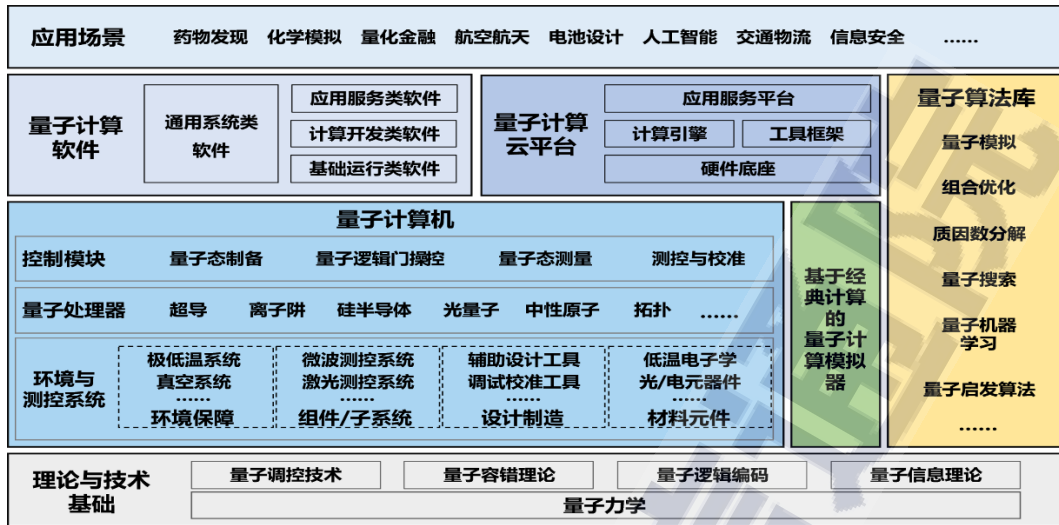 应用场景 药物发现 化学模拟 量化金融 航空航天 电池设计 人工智能 交通物流 信息安全 ......
量子计算
软件
通用系统类
软件
应用服务类软件
计算开发类软件
基础运行类软件
量子计算
云平台
应用服务平台
计算引擎 工具框架
硬件底座
量子算法库
量子模拟
组合优化
质因数分解
量子搜索
量子机器
学习
量子启发算法
......
量子计算机
控制模块 量子态制备 量子逻辑门操控 量子态测量 测控与校准
量子处理器 超导 离子阱 硅半导体 光量子 中性原子 拓扑 ......
环境与
测控系统
极低温系统
真空系统
......
环境保障
微波测控系统
激光测控系统
......
组件/子系统
辅助设计工具
调试校准工具
......
设计制造
低温电子学
光/电元器件
......
材料元件
基于经
典计算
的
量子计
算模拟
器
理论与技术
基础
量子调控技术 量子容错理论 量子逻辑编码 量子信息理论
量子力学